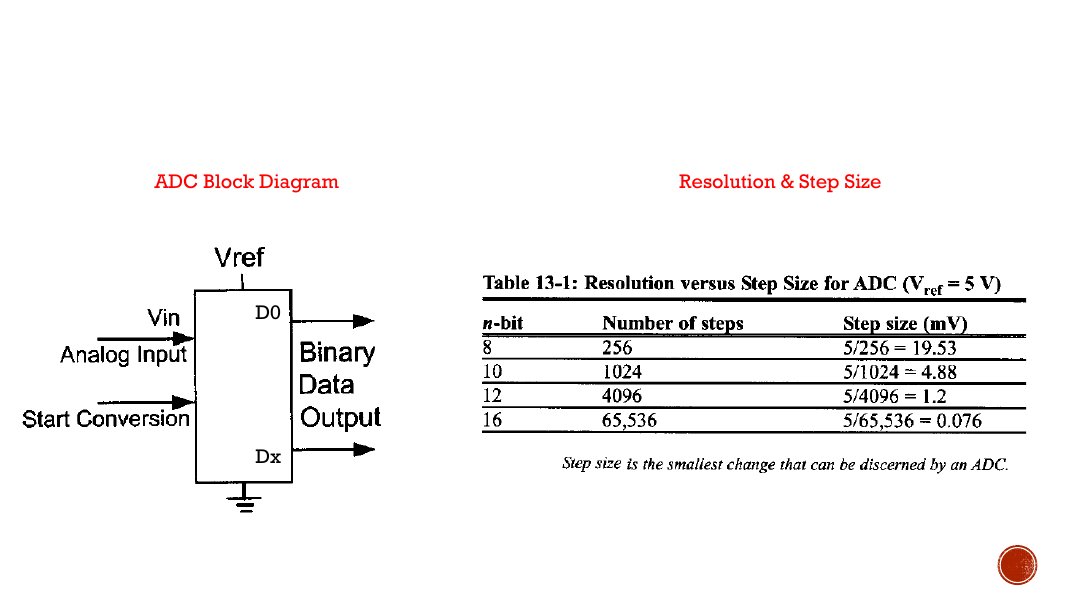 ADC Block Diagram
Vref
D0
Vin
Analog Input
Binary
Data
Output
Start Conversion
Dx
Resolution & Step Size
Table 13-1: Resolution versus Step Size for ADC (Vref = 5 V)
n-bit Number of steps Step size (mV)
8 256 5/256 = 19.53
10 1024 5/1024 = 4.88
12 4096 5/4096 = 1.2
16 65,536 5/65,536 = 0.076
Step size is the smallest change that can be discerned by an ADC.